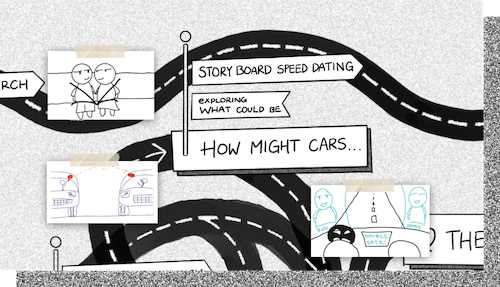 RCH
STORY BOARD SPEED DATING
EXPLORING
WHAT COULD BE
HOW MIGHT CARS...
DOUBLE
DATE
THE